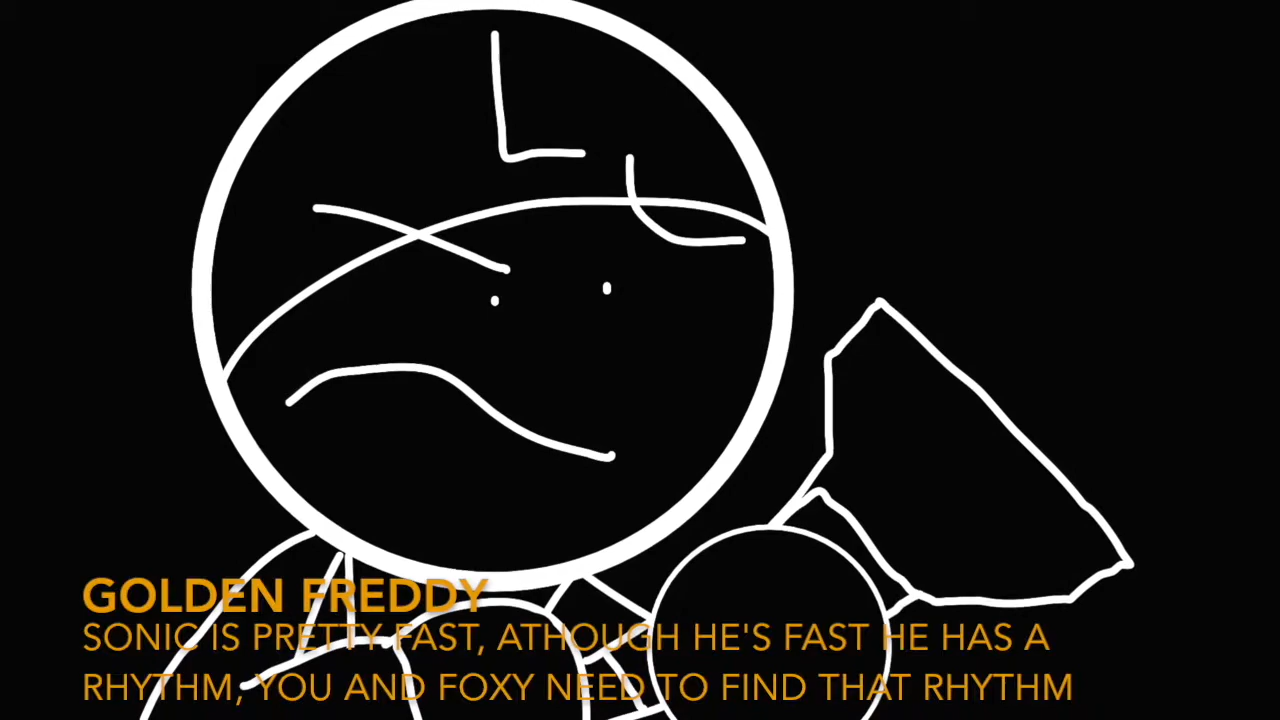 GOLDEN FREDDY
SONIC IS PRETTY FAST, ATHOUGH HE'S FAST HE HAS A
RHYTHM; YOU AND FOXY NEED TO FIND THAT RHYTHM